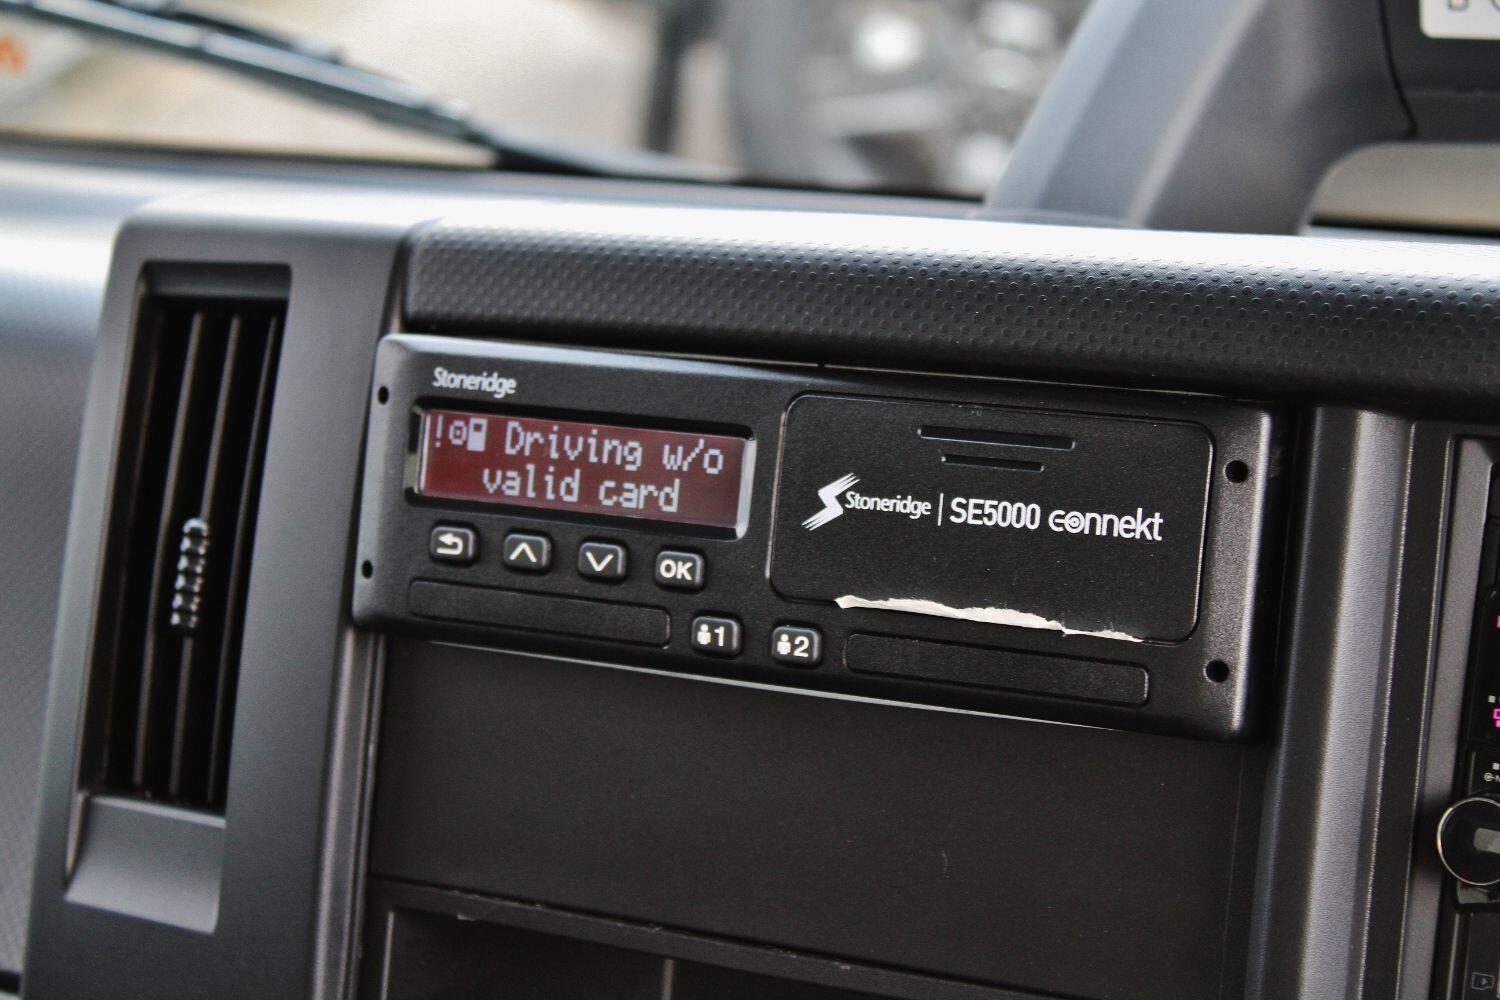 Stoneridge
! Driving w/o
valid card
OK
1
2
Stoneridge | SE5000 connekt